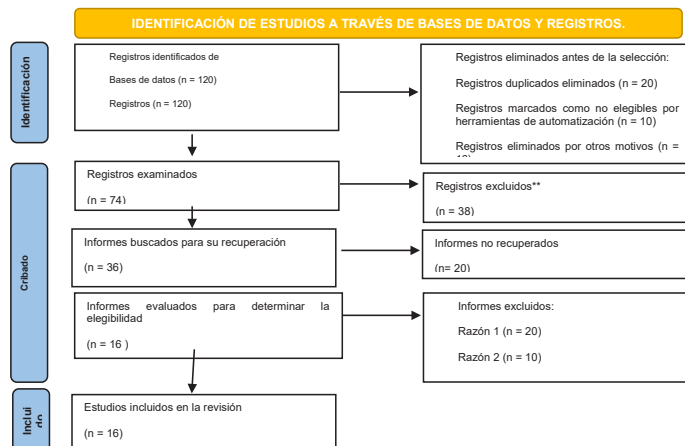 IDENTIFICACIÓN DE ESTUDIOS A TRAVÉS DE BASES DE DATOS Y REGISTROS.
Identificación
Registros identificados de
Bases de datos (n = 120)
Registros (n = 120)
Registros eliminados antes de la selección:
Registros duplicados eliminados (n = 20)
Registros marcados como no elegibles por
herramientas de automatización (n = 10)
Registros eliminados por otros motivos (n =
Cribado
Registros examinados
(n = 74)
Registros excluidos**
(n = 38)
Informes buscados para su recuperación
(n = 36)
Informes no recuperados
(n= 20)
Informes evaluados para determinar la
elegibilidad
(n = 16 )
Informes excluidos:
Razón 1 (n = 20)
Razón 2 (n = 10)
Inclui
do
Estudios incluidos en la revisión
(n = 16)